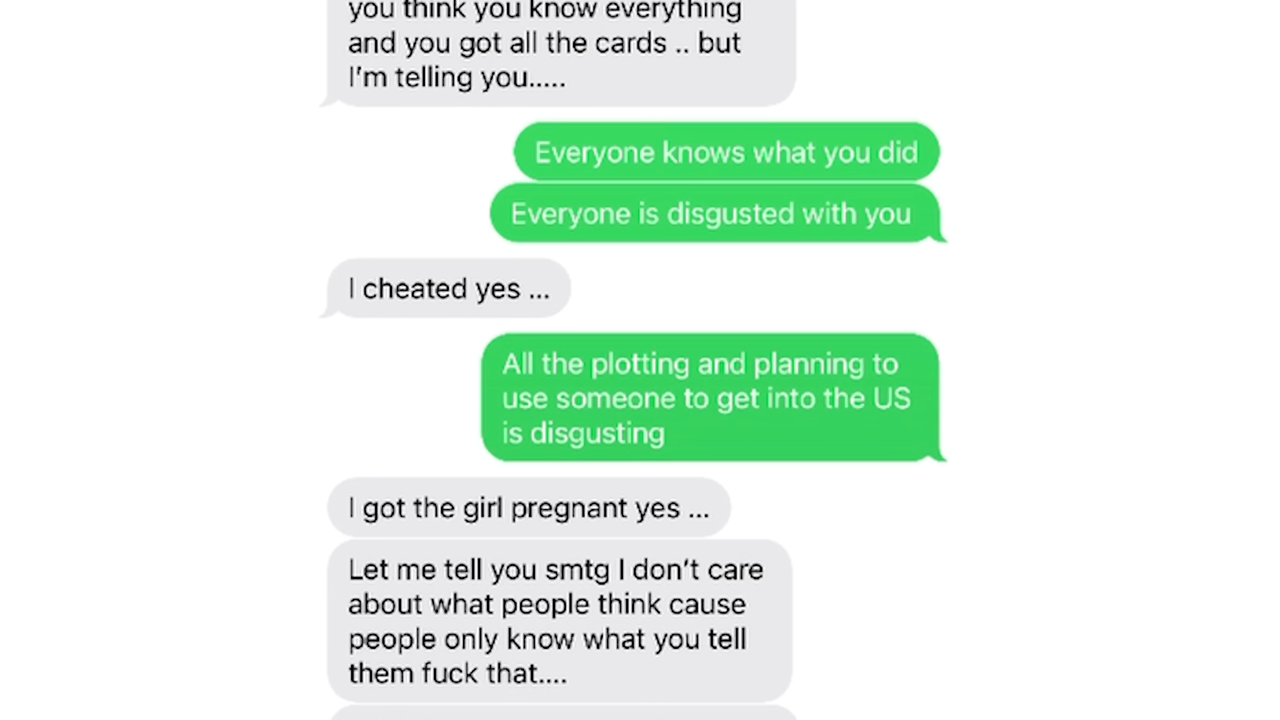 you think you know everything
and you got all the cards .. but
I'm telling you.....
Everyone knows what you did
Everyone is disgusted with you
I cheated yes ...
All the plotting and planning to
use someone to get into the US
is disgusting
I got the girl pregnant yes ...
Let me tell you smtg I don't care
about what people think cause
people only know what you tell
them fuck that....